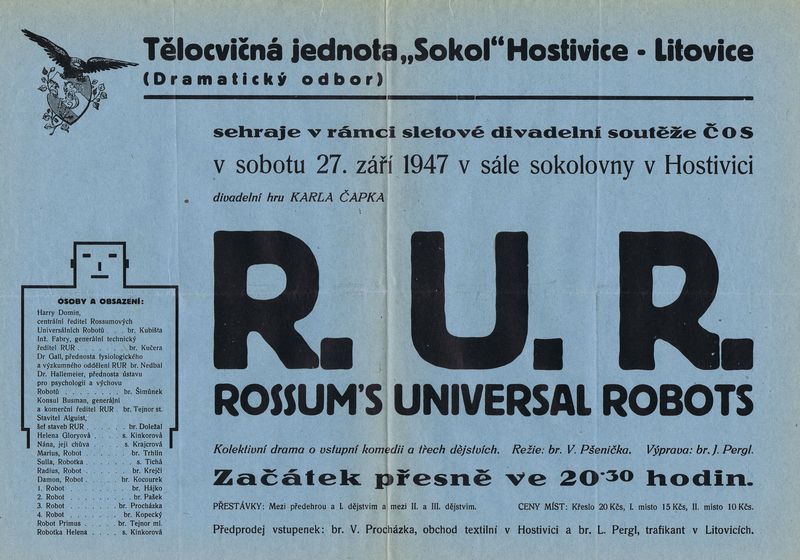 Tělocvičná jednota „Sokol“ Hostivice - Litovice
(Dramatický odbor)
sehraje v rámci sletové divadelní soutěže ČOS
v sobotu 27. září 1947 v sále sokolovny v Hostivici
divadelní hru KARLA ČAPKA
R. U. R.
ROSSUM'S UNIVERSAL ROBOTS
OSOBY A OBSAZENÍ:
Harry Domin,
centrální ředitel Rossumových
Universálních Robotů . . . br. Kubišta
Inž. Fabry, generální technický
ředitel RUR . . . . . . . . br. Kučera
Dr Gall, přednosta fysiologického
a výzkumného oddělení RUR br. Nedbal
Dr. Hallemeier, přednosta ústavu
pro psychologii a výchovu
Robotů . . . . . . . . . br. Šimůnek
Konsul Busman, generální
a komerční ředitel RUR br. Tejnor st.
Stavitel Alguist,
šef staveb RUR . . . . . . br. Doležal
Helena Gloryová . . . . s. Kinkorová
Nána, její chůva . . . . s. Krajcrová
Marius, Robot . . . . . . br. Trhlín
Sulla, Robotka . . . . . . s. Tichá
Radius, Robot . . . . . . br. Krejčí
Damon, Robot . . . . . br. Kocourek
1. Robot . . . . . . . . . br. Hájko
2. Robot . . . . . . . . . br. Pašek
3. Robot . . . . . . . br. Procházka
4. Robot . . . . . . . . br. Kopecký
Robot Primus . . . . br. Tejnor ml.
Robotka Helena . . . . s. Kinkorová
Kolektivní drama o vstupní komedii a třech dějstvích. Režie: br. V. Pšenička. Výprava: br. J. Pergl.
Začátek přesně ve 20·30 hodin.
PŘESTÁVKY: Mezi předehrou a I. dějstvím a mezi II. a III. dějstvím. CENY MÍST: Křeslo 20 Kčs, I. místo 15 Kčs, II. místo 10 Kčs.
Předprodej vstupenek: br. V. Procházka, obchod textilní v Hostivici a br. L. Pergl, trafikant v Litovicích.